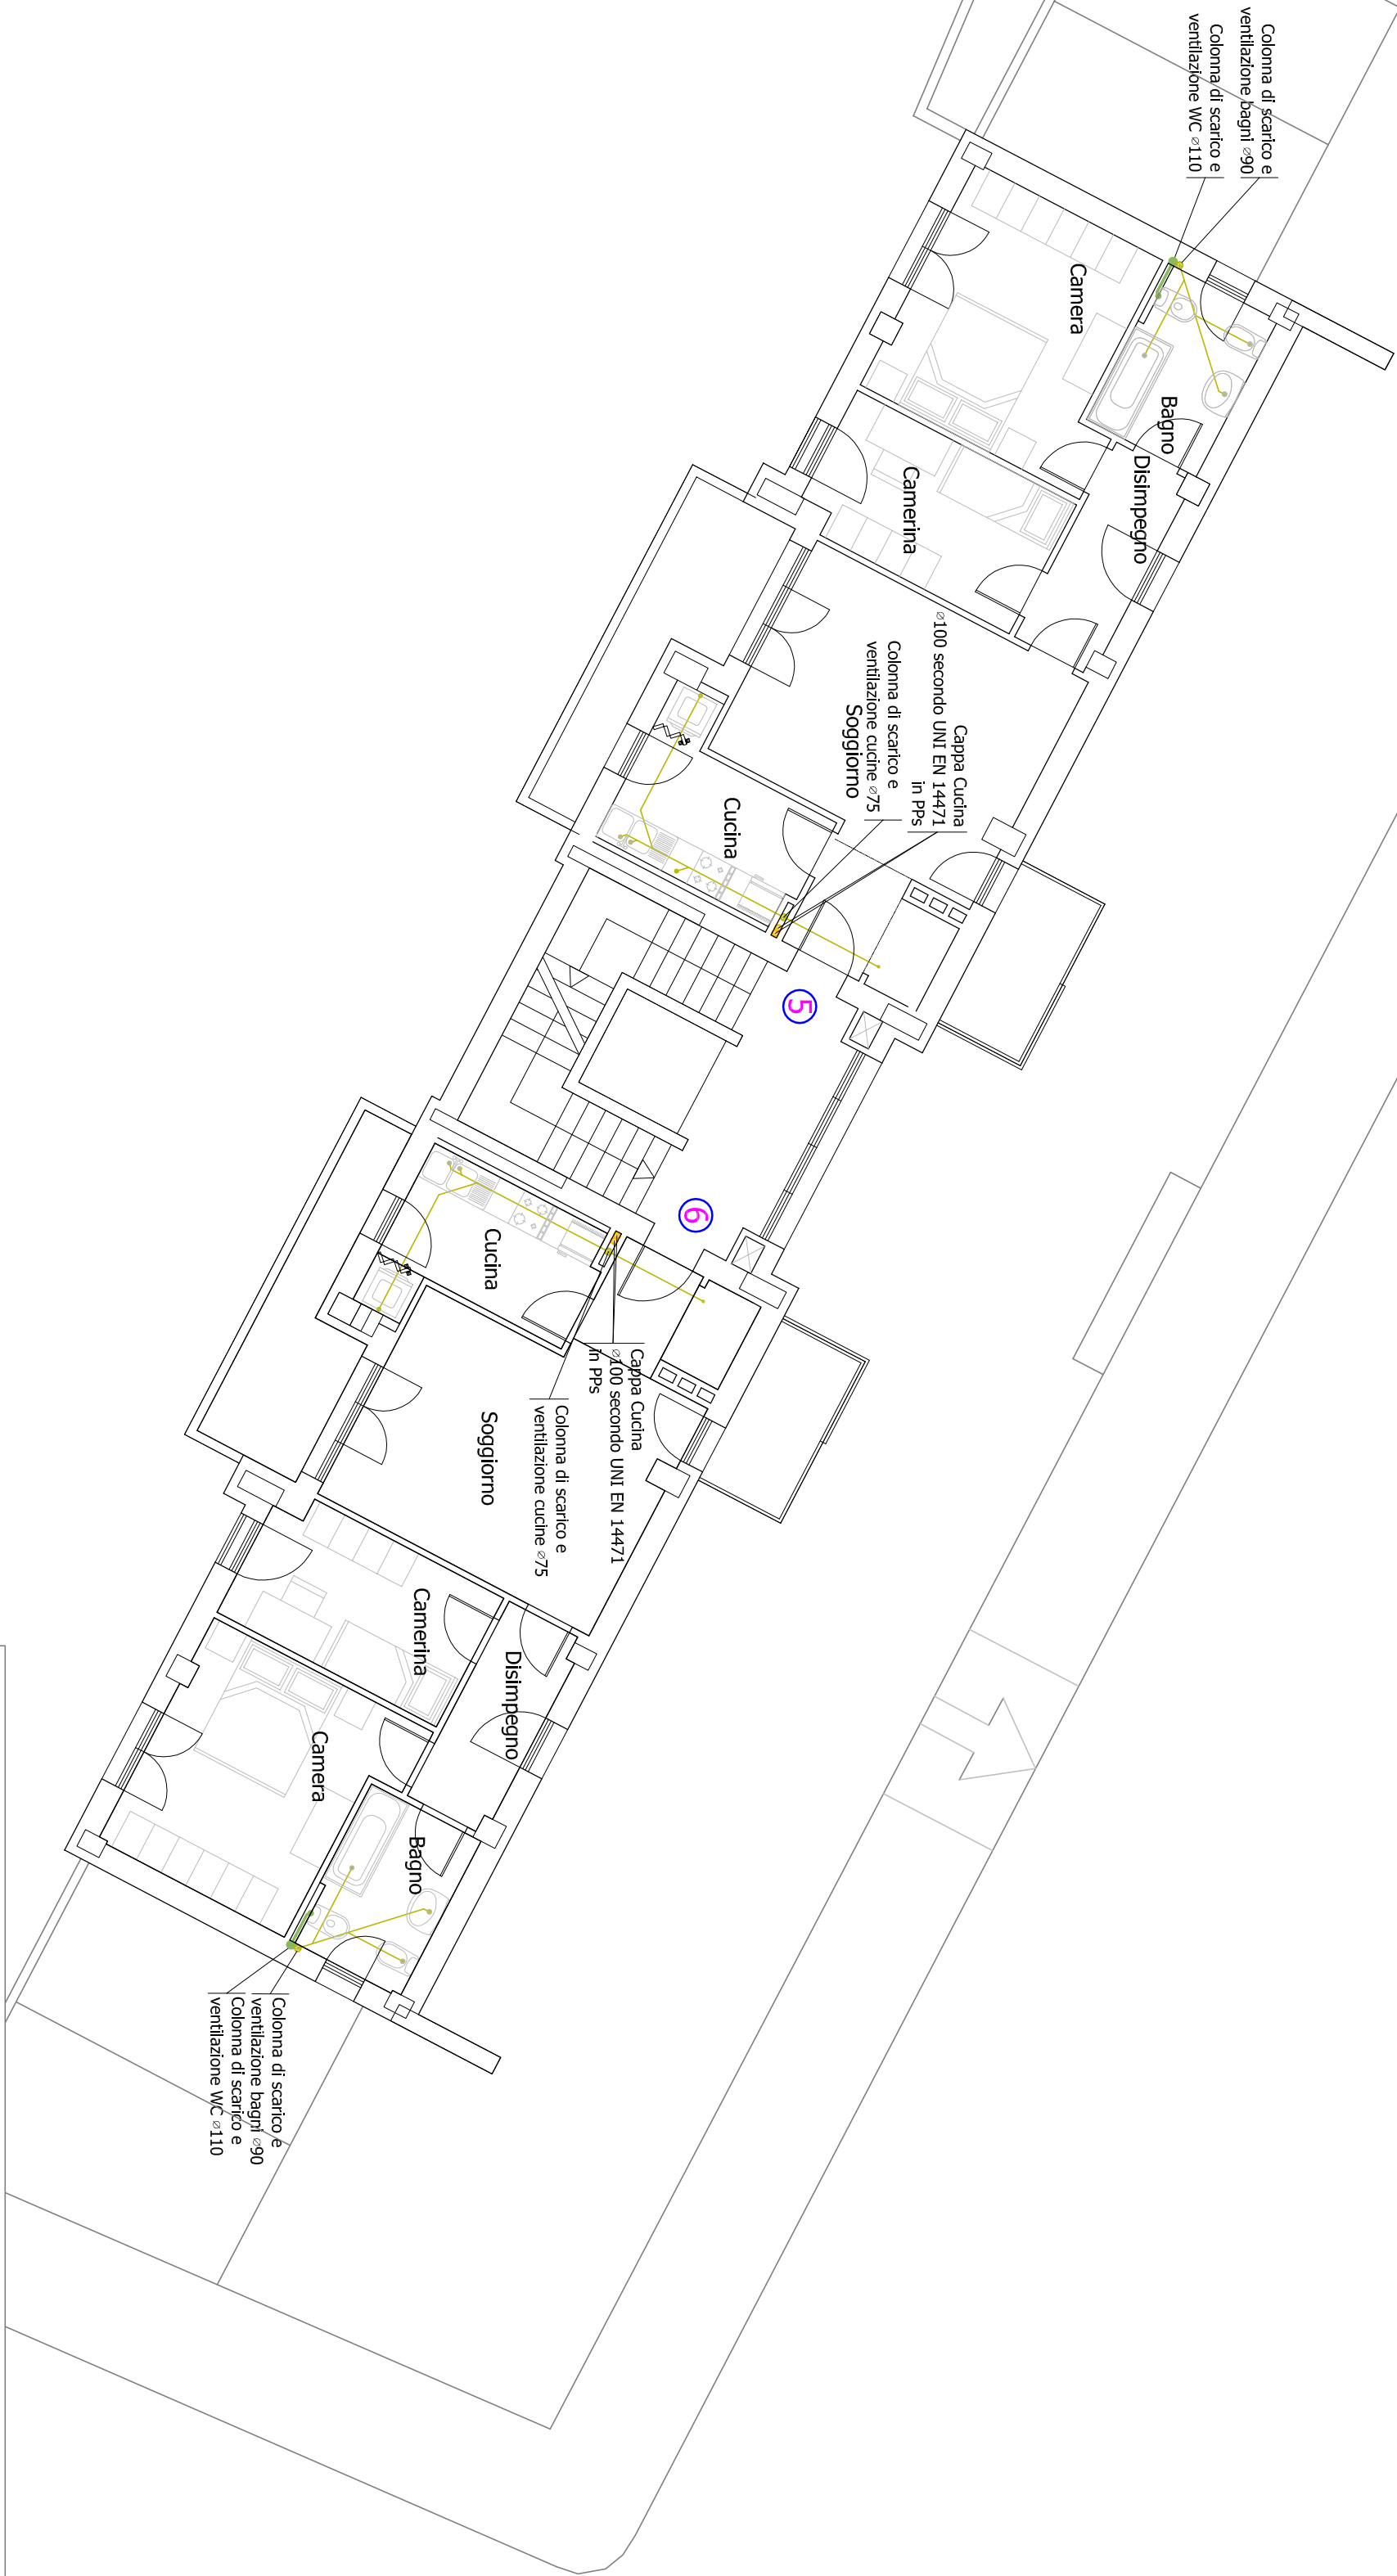 Colonna di scarico e
ventilazione bagni ⌀90
Colonna di scarico e
ventilazione WC ⌀110
Camera
Bagno
Disimpegno
Camerina
Cappa Cucina
⌀100 secondo UNI EN 14471
in PPs
Colonna di scarico e
ventilazione cucine ⌀75
Soggiorno
Cucina
5
6
Cucina
Cappa Cucina
⌀100 secondo UNI EN 14471
in PPs
Colonna di scarico e
ventilazione cucine ⌀75
Soggiorno
Camerina
Disimpegno
Camera
Bagno
Colonna di scarico e
ventilazione bagni ⌀90
Colonna di scarico e
ventilazione WC ⌀110